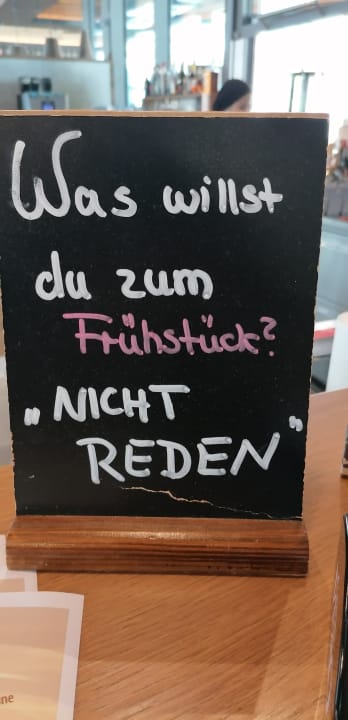 Was willst
du zum
Frühstück?
„NICHT
REDEN"